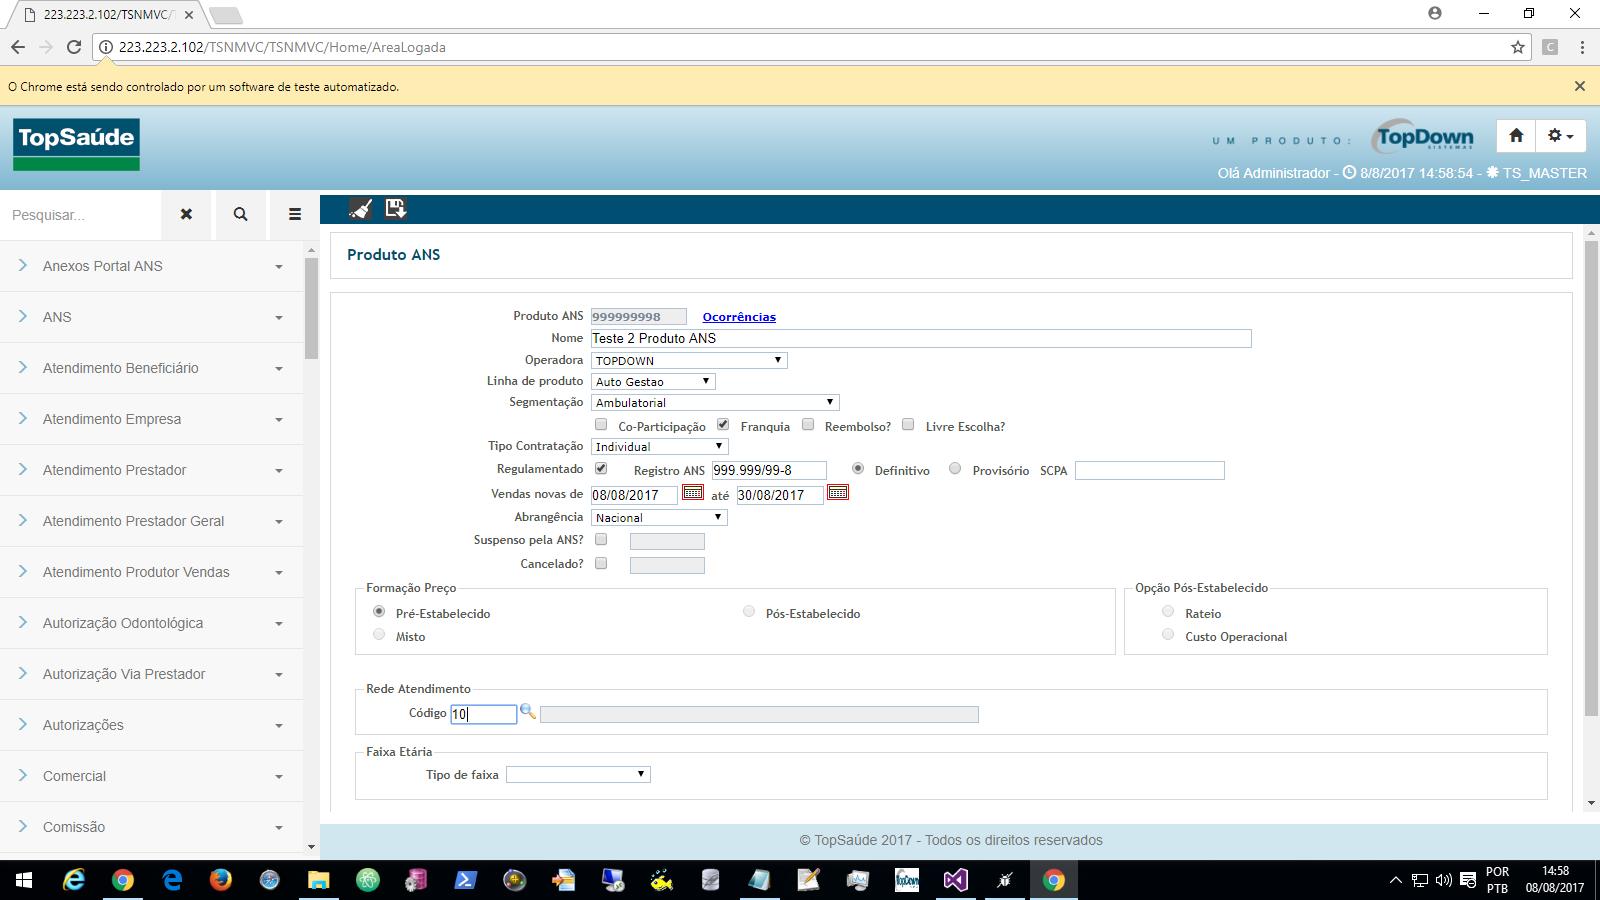 223.223.2.102/TSNMVC/T
223.223.2.102/TSNMVC/TSNMVC/Home/AreaLogada
C
O Chrome está sendo controlado por um software de teste automatizado.
TopSaúde
UM PRODUTO:
TopDown
SISTEMAS
Olá Administrador - 8/8/2017 14:58:54 - TS_MASTER
Pesquisar...
Anexos Portal ANS
ANS
Atendimento Beneficiário
Atendimento Empresa
Atendimento Prestador
Atendimento Prestador Geral
Atendimento Produtor Vendas
Autorização Odontológica
Autorização Via Prestador
Autorizações
Comercial
Comissão
Produto ANS
Produto ANS 999999998 Ocorrências
Nome Teste 2 Produto ANS
Operadora TOPDOWN
Linha de produto Auto Gestao
Segmentação Ambulatorial
Co-Participação Franquia Reembolso? Livre Escolha?
Tipo Contratação Individual
Regulamentado Registro ANS 999.999/99-8 Definitivo Provisório SCPA
Vendas novas de 08/08/2017 até 30/08/2017
Abrangência Nacional
Suspenso pela ANS?
Cancelado?
Formação Preço
Pré-Estabelecido Pós-Estabelecido
Misto
Opção Pós-Estabelecido
Rateio
Custo Operacional
Rede Atendimento
Código 10
Faixa Etária
Tipo de faixa
© TopSaúde 2017 - Todos os direitos reservados
TopDown
POR
PTB
14:58
08/08/2017